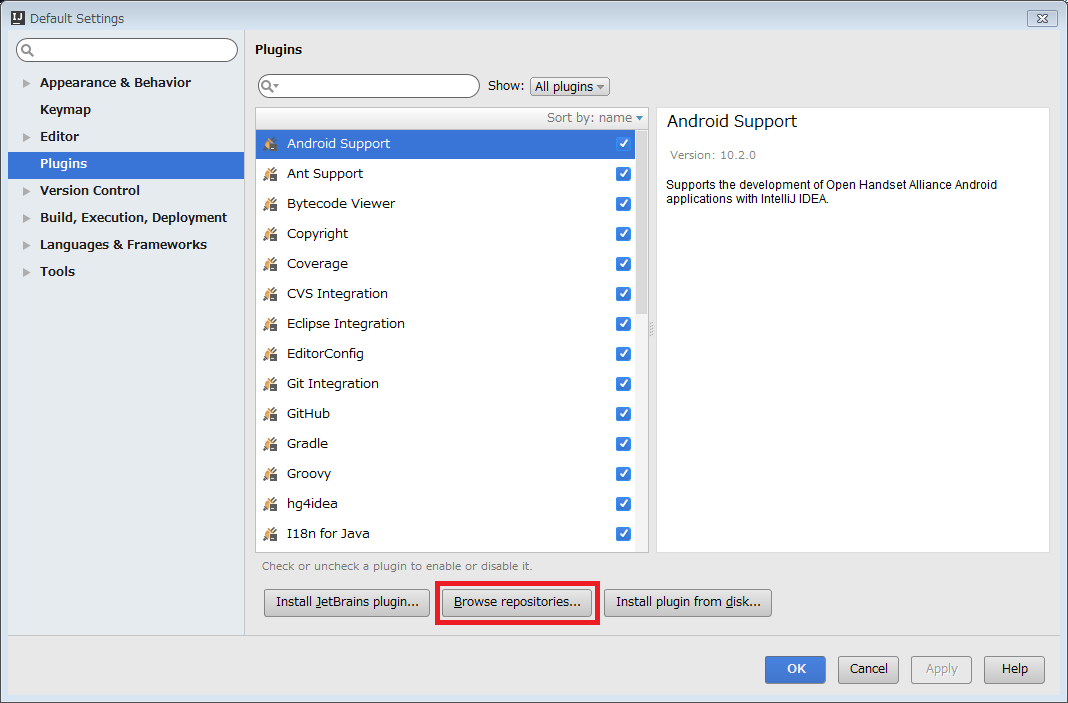 IJ Default Settings
Plugins
Appearance & Behavior
Keymap
Editor
Plugins
Version Control
Build, Execution, Deployment
Languages & Frameworks
Tools
Show: All plugins
Sort by: name
Android Support
Ant Support
Bytecode Viewer
Copyright
Coverage
CVS Integration
Eclipse Integration
EditorConfig
Git Integration
GitHub
Gradle
Groovy
hg4idea
I18n for Java
Android Support
Version: 10.2.0
Supports the development of Open Handset Alliance Android
applications with IntelliJ IDEA.
Check or uncheck a plugin to enable or disable it.
Install JetBrains plugin... Browse repositories... Install plugin from disk...
OK Cancel Apply Help